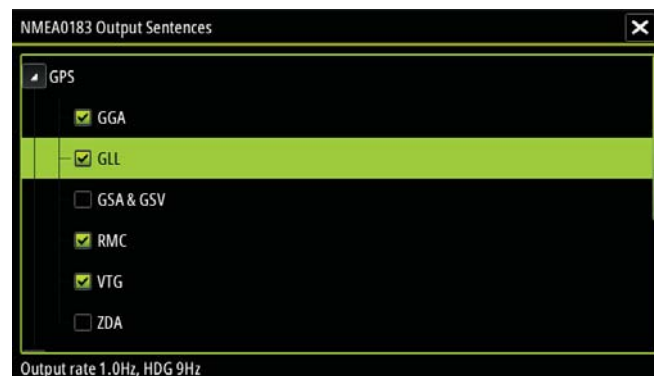 NMEA0183 Output Sentences
GPS
GGA
GLL
GSA & GSV
RMC
VTG
ZDA
Output rate 1.0Hz, HDG 9Hz